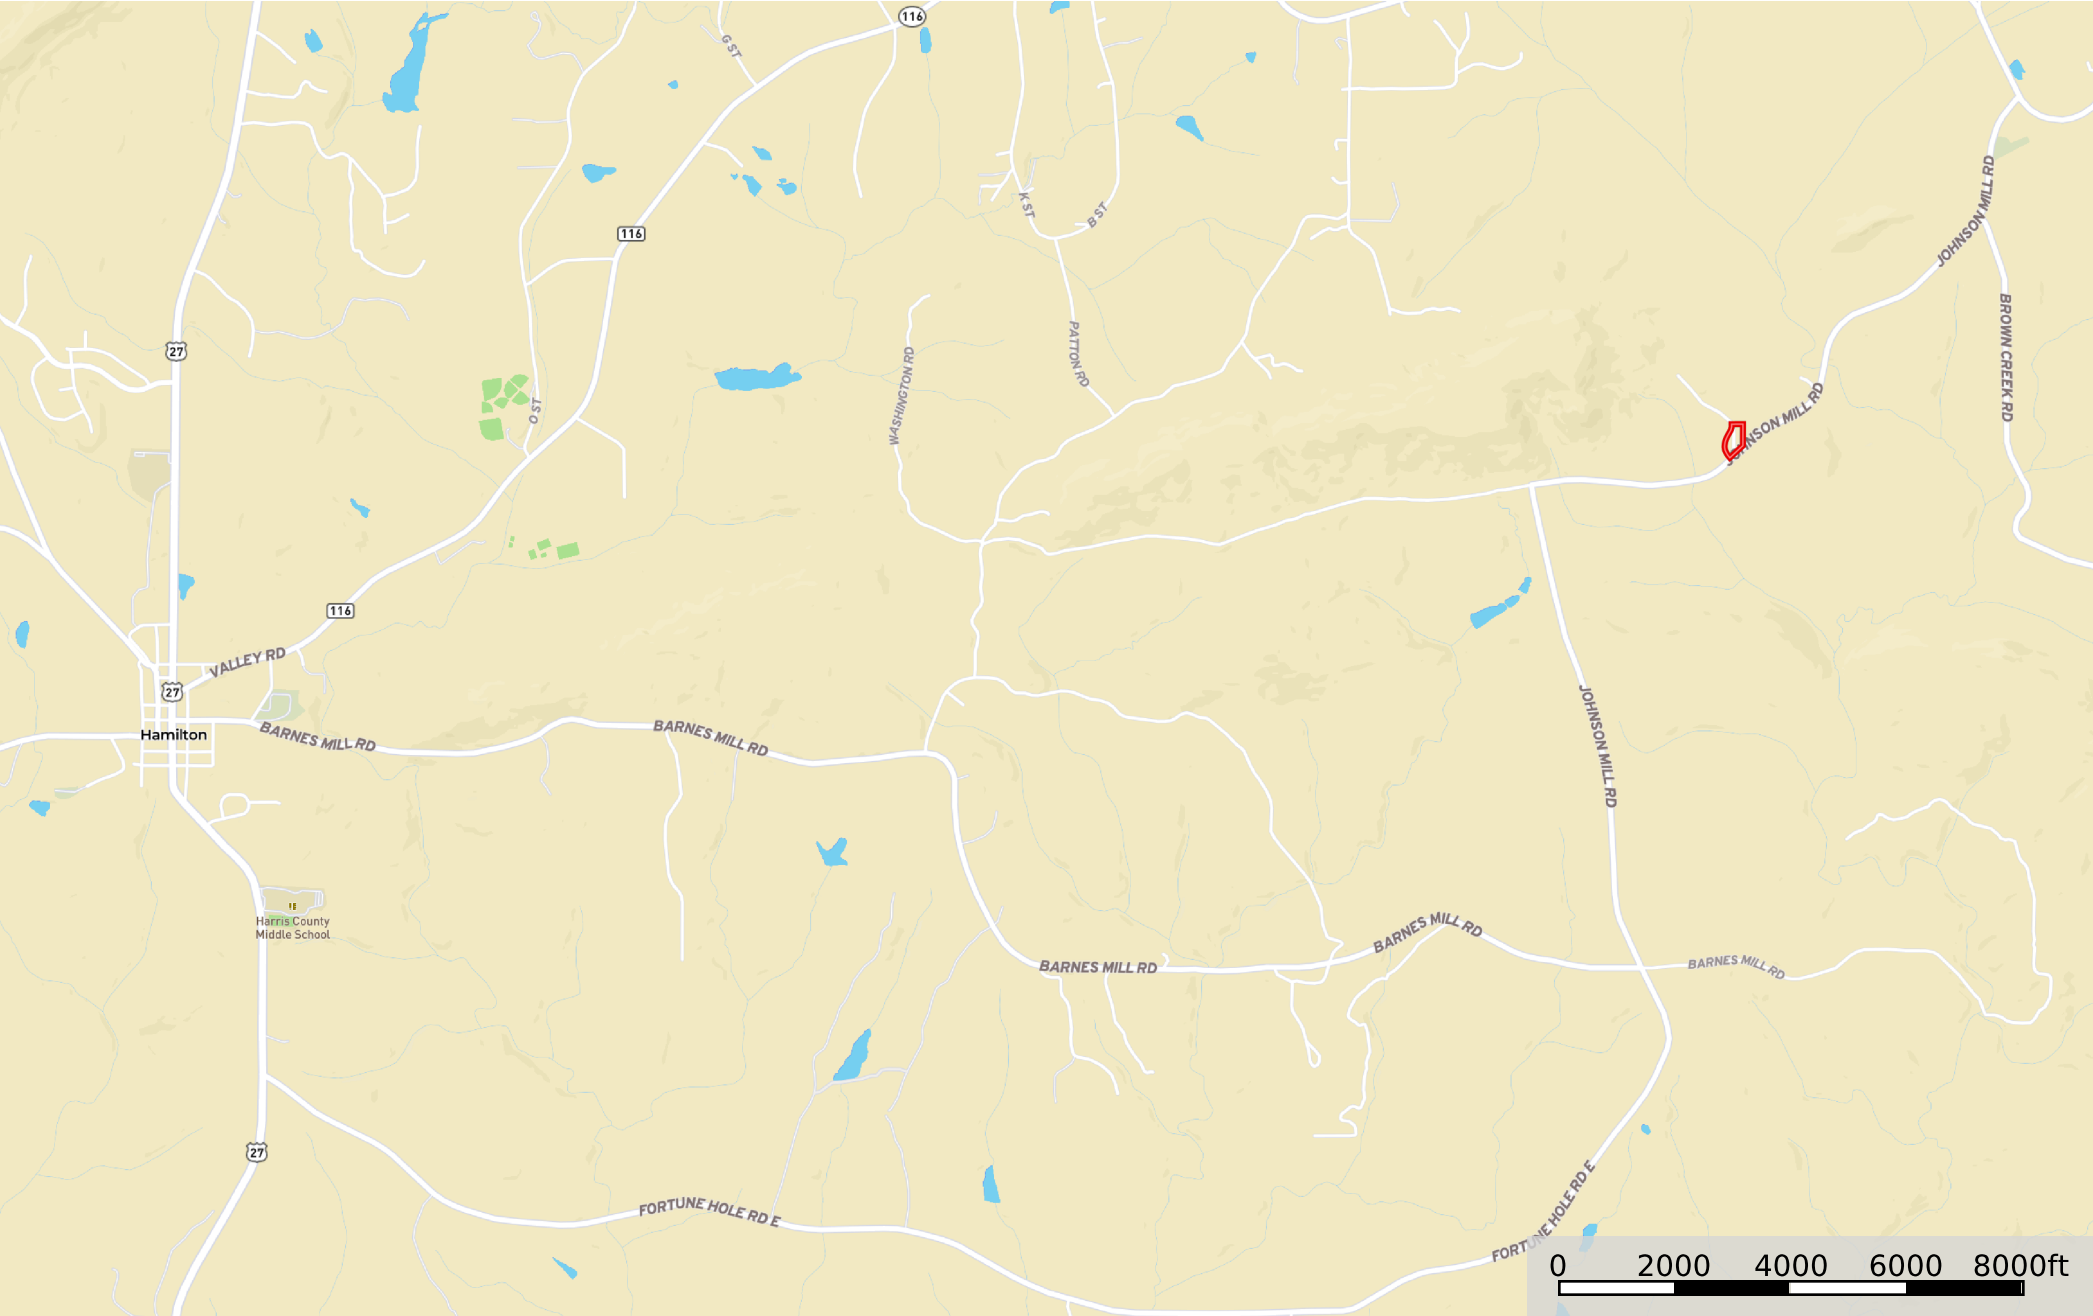 116
G ST
JOHNSON MILL RD
K ST
B ST
116
JOHNSON MILL RD
27
BROWN CREEK RD
PATTON RD
WASHINGTON RD
O ST
JOHNSON MILL RD
116
VALLEY RD
27
Hamilton
BARNES MILL RD
BARNES MILL RD
JOHNSON MILL RD
Harris County
Middle School
BARNES MILL RD
BARNES MILL RD
BARNES MILL RD
27
FORTUNE HOLE RD E
FORTUNE HOLE RD E
0 2000 4000 6000 8000ft